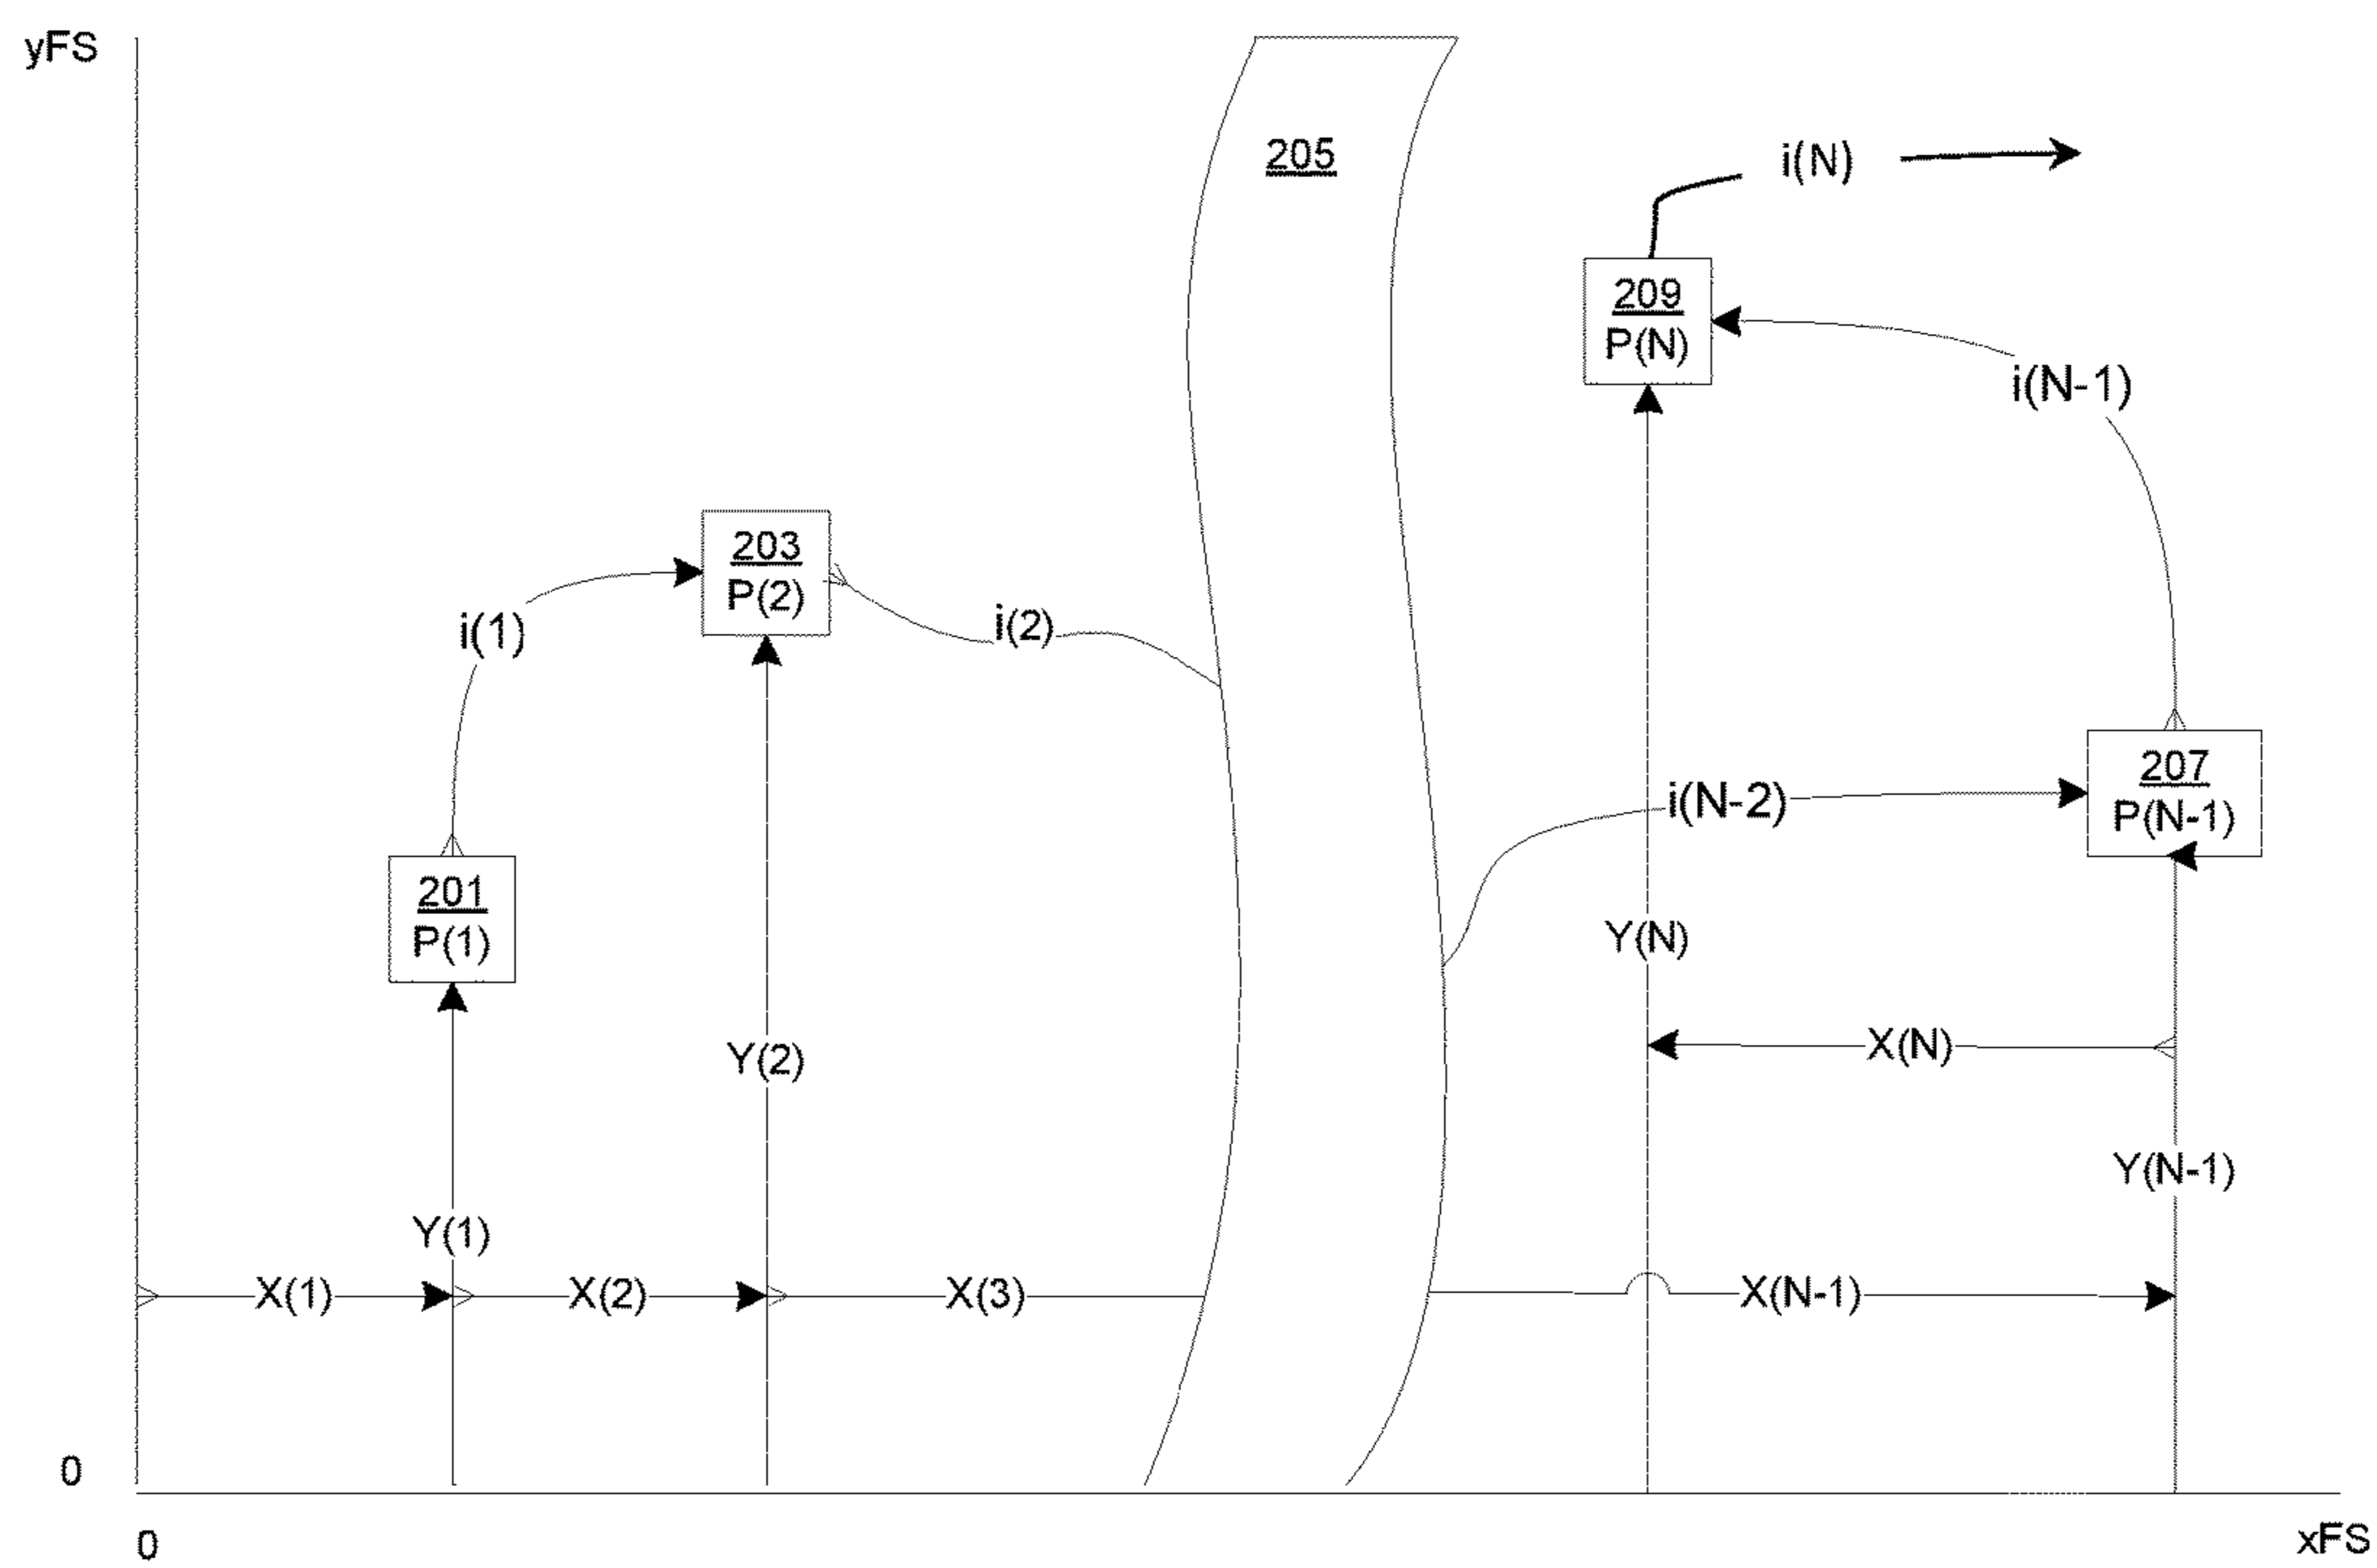 yFS
205
i(N)
209
P(N)
i(N-1)
203
P(2)
i(1)
i(2)
207
P(N-1)
i(N-2)
201
P(1)
Y(N)
X(N)
Y(2)
Y(N-1)
Y(1)
X(1)
X(2)
X(3)
X(N-1)
0
0
xFS